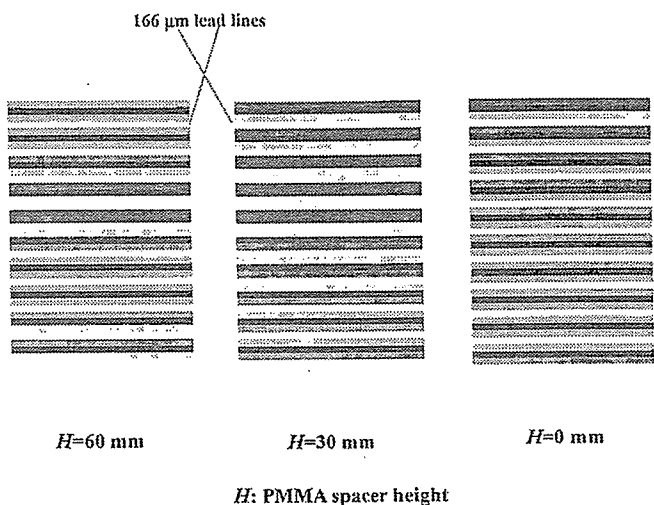 166 μm lead lines
H=60 mm
H=30 mm
H=0 mm
H: PMMA spacer height